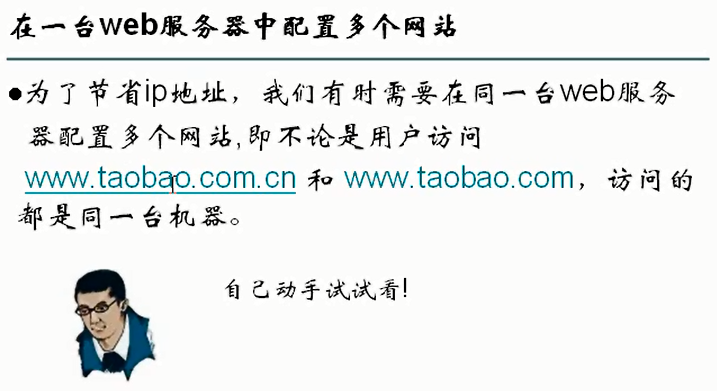 在一台web服务器中配置多个网站
●为了节省ip地址，我们有时需要在同一台web服务
器配置多个网站,即不论是用户访问
www.taobao.com.cn 和 www.taobao.com，访问的
都是同一台机器。
自己动手试试看!